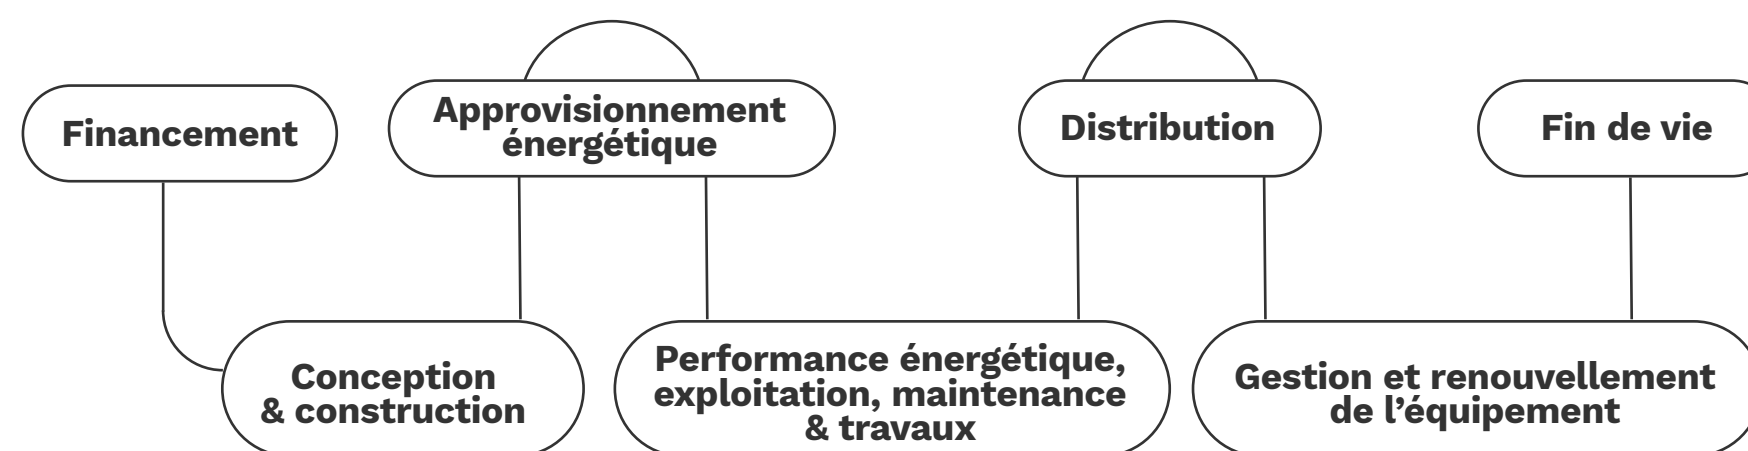 Financement
Approvisionnement
énergétique
Distribution
Fin de vie
Conception
& construction
Performance énergétique,
exploitation, maintenance
& travaux
Gestion et renouvellement
de l’équipement